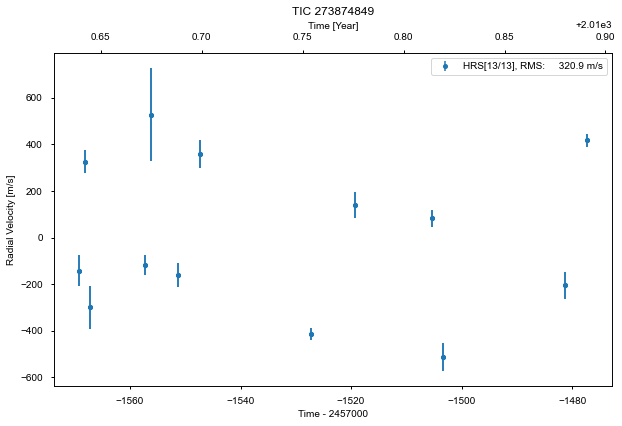 TIC 273874849
Time [Year]
+2.01e3
0.65 0.70 0.75 0.80 0.85 0.90
HRS[13/13], RMS: 320.9 m/s
600
400
200
0
−200
−400
−600
Radial Velocity [m/s]
−1560 −1540 −1520 −1500 −1480
Time - 2457000